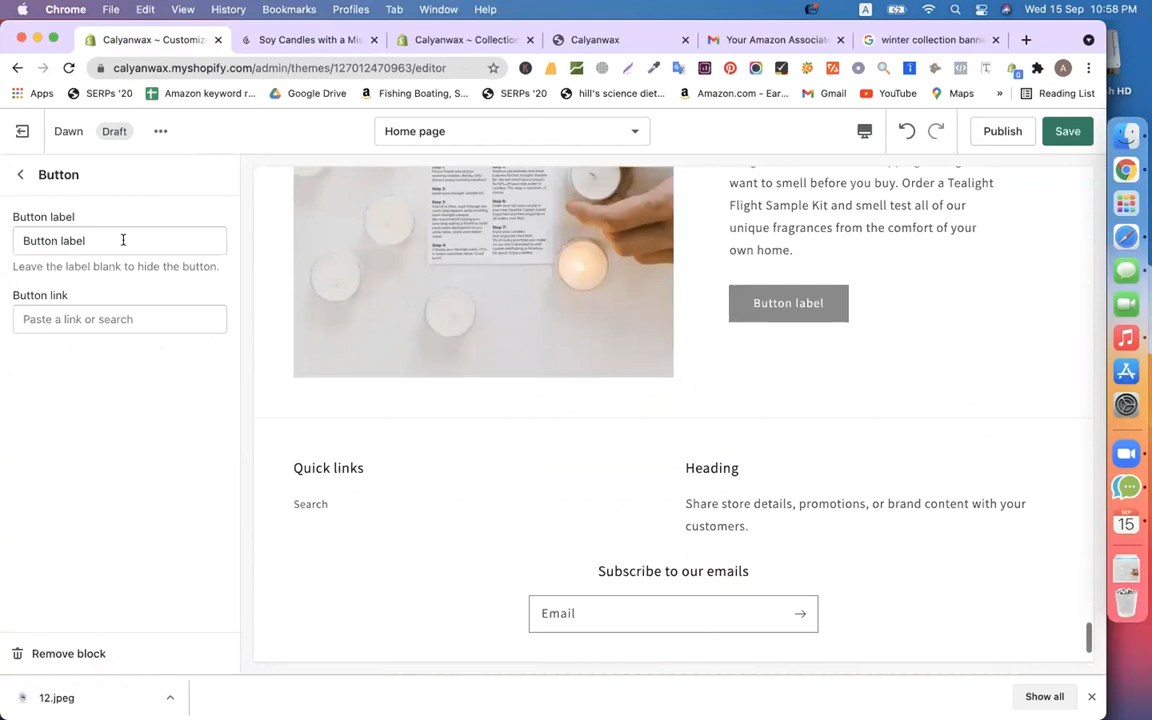 Chrome File Edit View History Bookmarks Profiles Tab Window Help A Wed 15 Sep 10:58 PM
Calyanwax ~ Customiz Soy Candles with a Mis Calyanwax ~ Collection Calyanwax Your Amazon Associat winter collection bann
calyanwax.myshopify.com/admin/themes/127012470963/editor
Apps SERPs '20 Amazon keyword r... Google Drive Fishing Boating, S... SERPs '20 hill's science diet... Amazon.com - Ear... Gmail YouTube Maps » Reading List
Dawn Draft Home page Publish Save
Button
Button label
Button label
Leave the label blank to hide the button.
Button link
Paste a link or search
want to smell before you buy. Order a Tealight
Flight Sample Kit and smell test all of our
unique fragrances from the comfort of your
own home.
Button label
Quick links
Search
Heading
Share store details, promotions, or brand content with your
customers.
Subscribe to our emails
Email
Remove block
12.jpeg
Show all
SEP
15